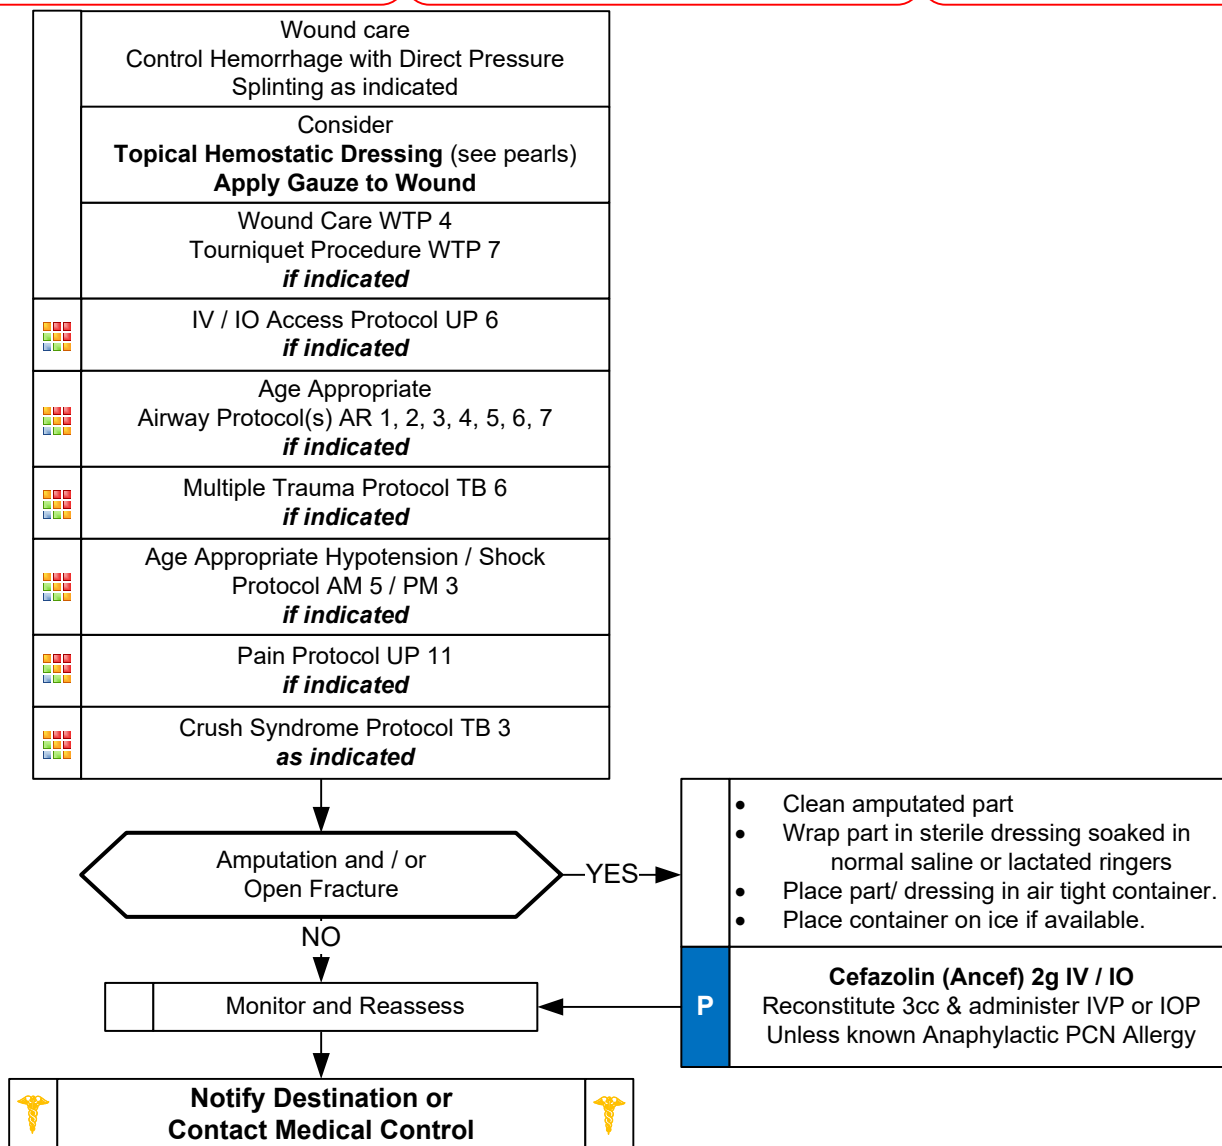 Wound care
Control Hemorrhage with Direct Pressure
Splinting as indicated
Consider
Topical Hemostatic Dressing (see pearls)
Apply Gauze to Wound
Wound Care WTP 4
Tourniquet Procedure WTP 7
if indicated
IV / IO Access Protocol UP 6
if indicated
Age Appropriate
Airway Protocol(s) AR 1, 2, 3, 4, 5, 6, 7
if indicated
Multiple Trauma Protocol TB 6
if indicated
Age Appropriate Hypotension / Shock
Protocol AM 5 / PM 3
if indicated
Pain Protocol UP 11
if indicated
Crush Syndrome Protocol TB 3
as indicated
Amputation and / or
Open Fracture
YES
• Clean amputated part
• Wrap part in sterile dressing soaked in
normal saline or lactated ringers
• Place part/ dressing in air tight container.
• Place container on ice if available.
P
Cefazolin (Ancef) 2g IV / IO
Reconstitute 3cc & administer IVP or IOP
Unless known Anaphylactic PCN Allergy
NO
Monitor and Reassess
Notify Destination or
Contact Medical Control